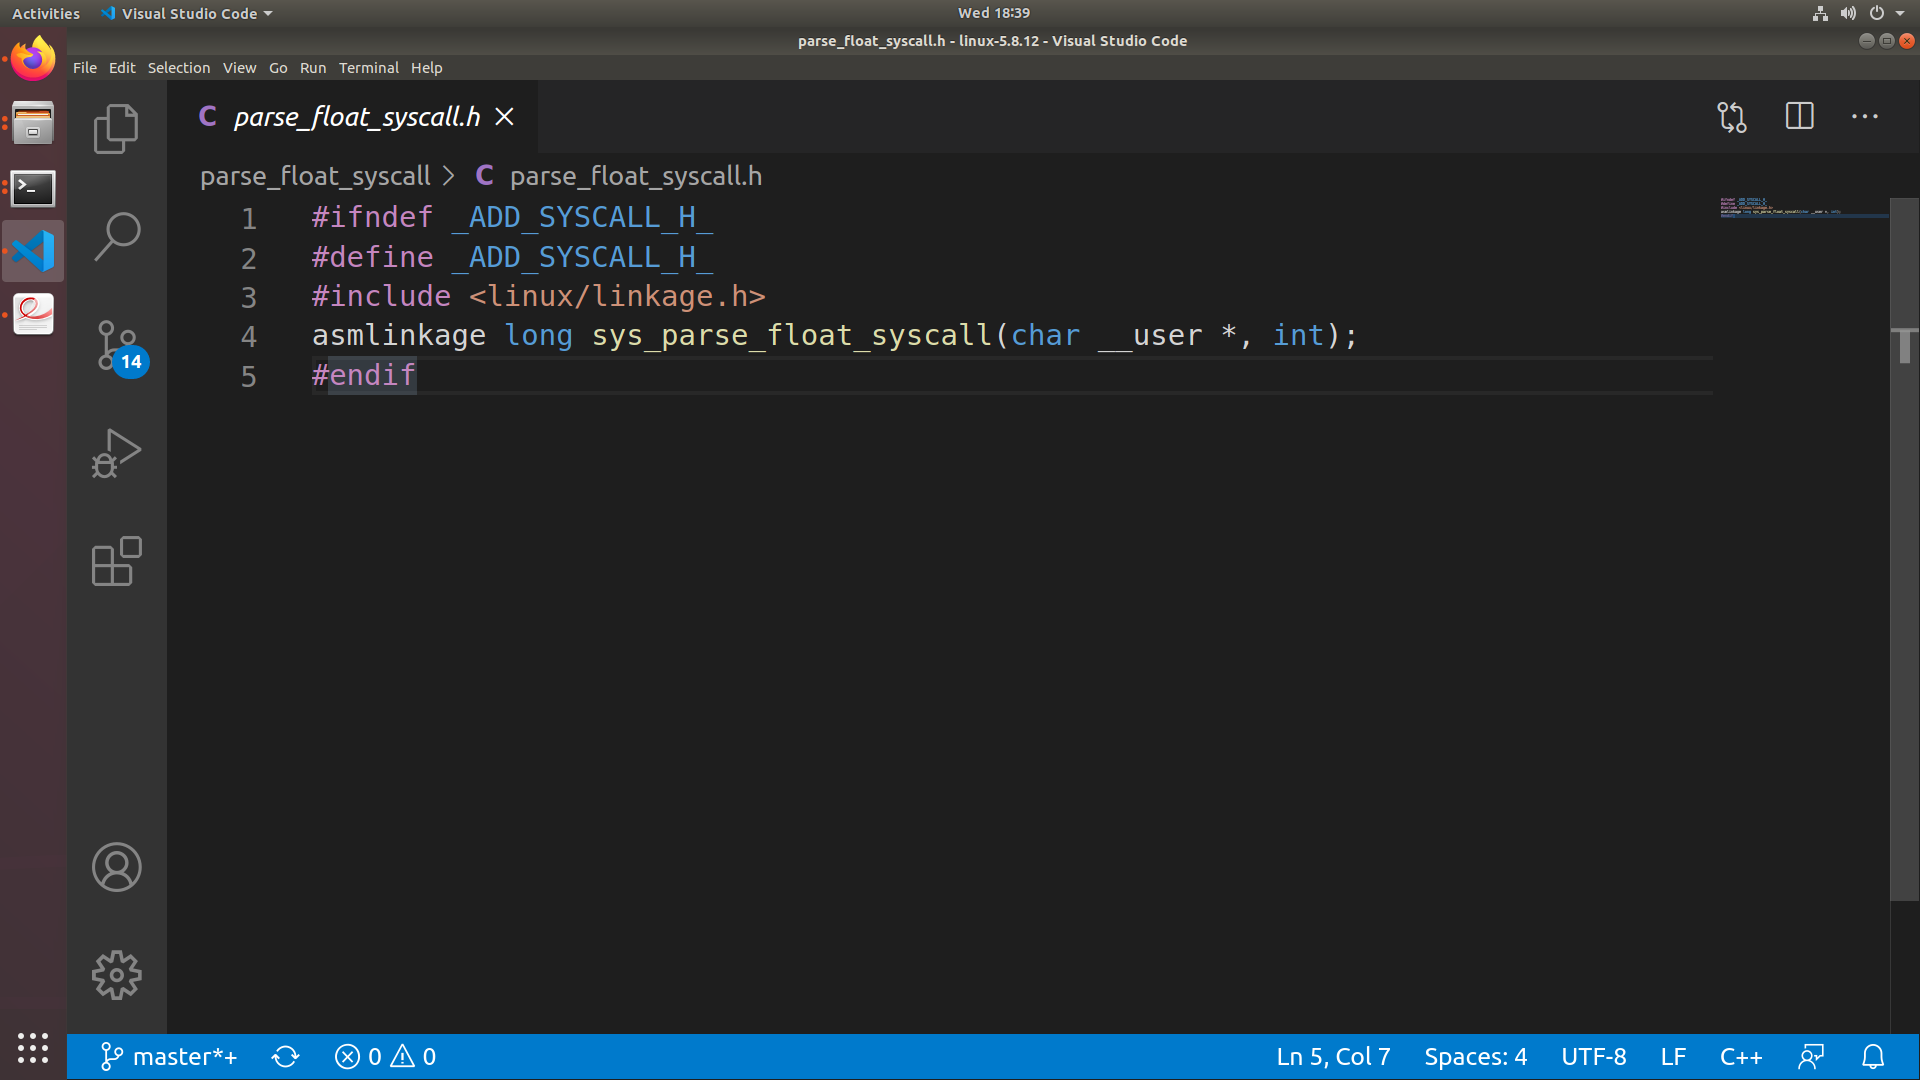 Activities Visual Studio Code Wed 18:39
parse_float_syscall.h - linux-5.8.12 - Visual Studio Code
File Edit Selection View Go Run Terminal Help
C parse_float_syscall.h
parse_float_syscall > C parse_float_syscall.h
1 #ifndef _ADD_SYSCALL_H_
2 #define _ADD_SYSCALL_H_
3 #include <linux/linkage.h>
4 asmlinkage long sys_parse_float_syscall(char __user *, int);
5 #endif
14
master*+ 0 0 Ln 5, Col 7 Spaces: 4 UTF-8 LF C++